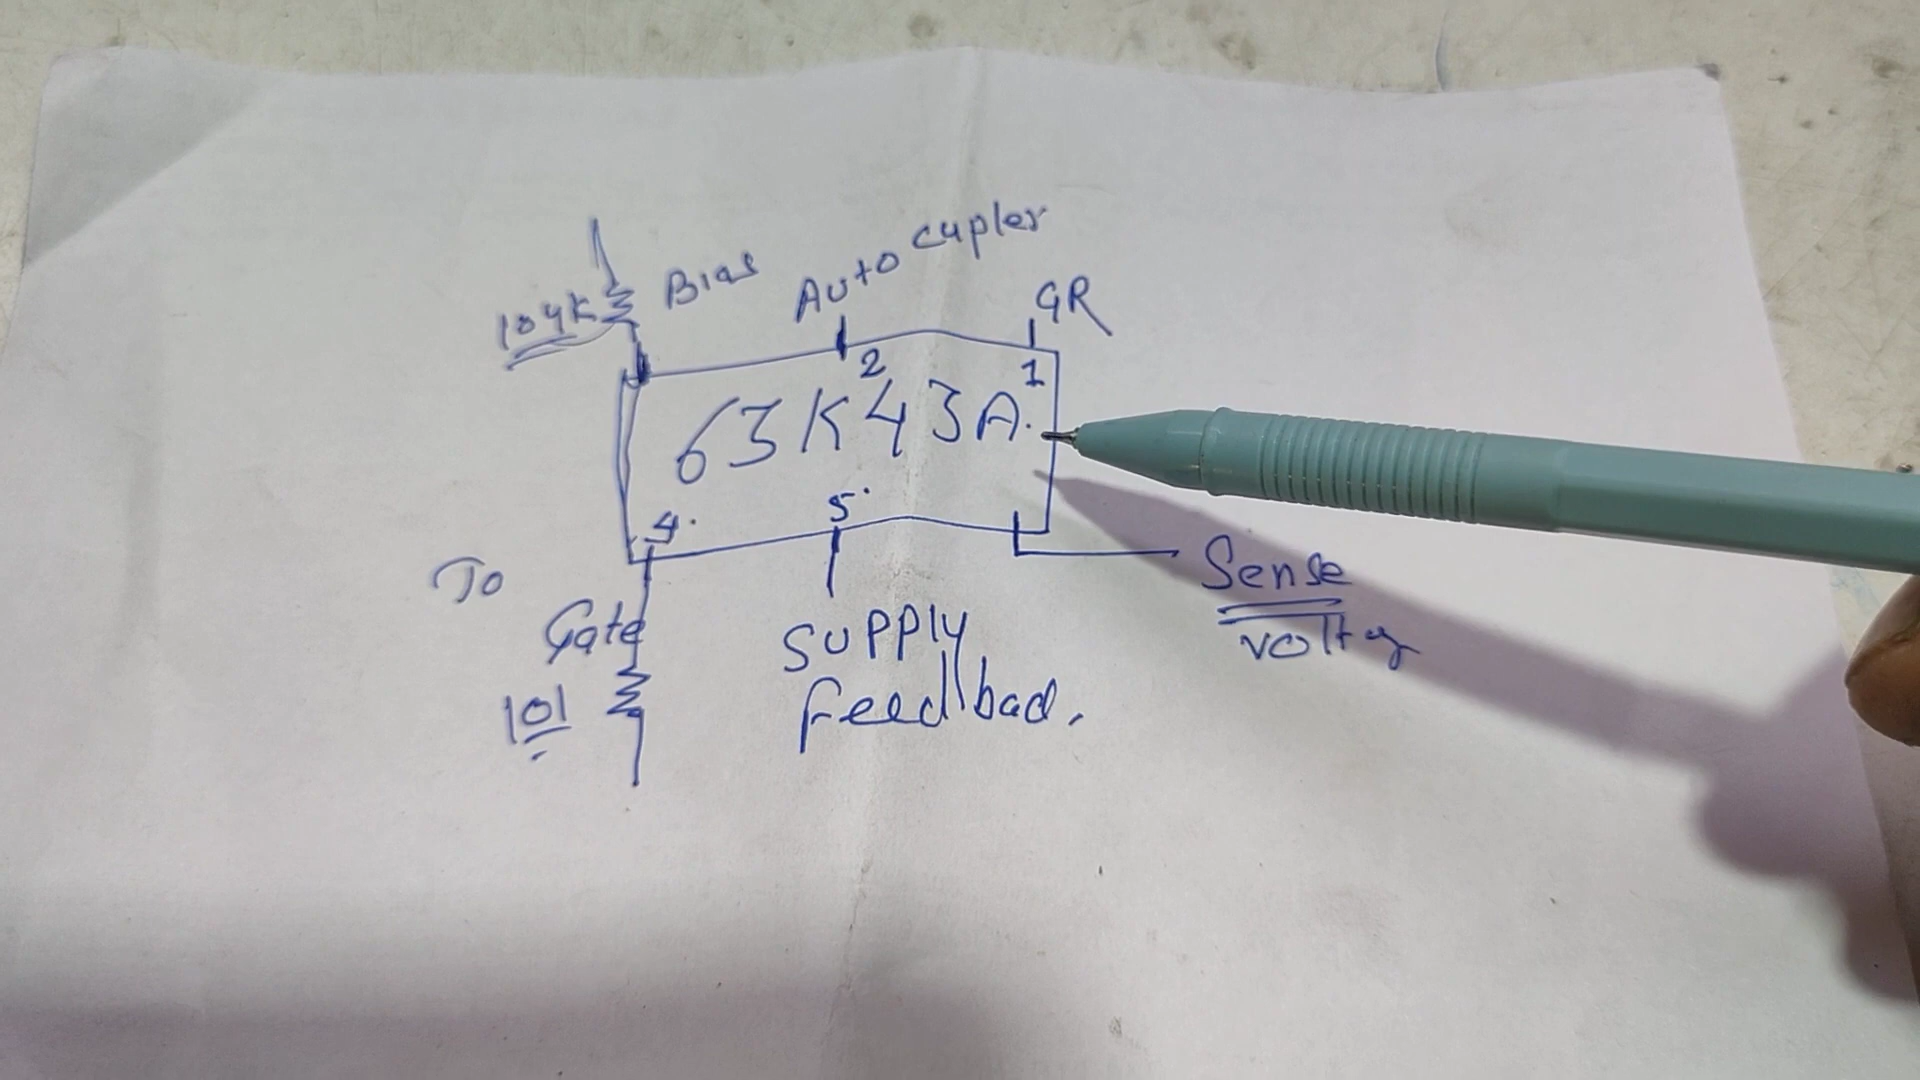 Auto cupler
Bias
GR
104K
2
1
63K43A.
5
4
To
Gate
Sense
SUPPLY
volty
101
feedbad.